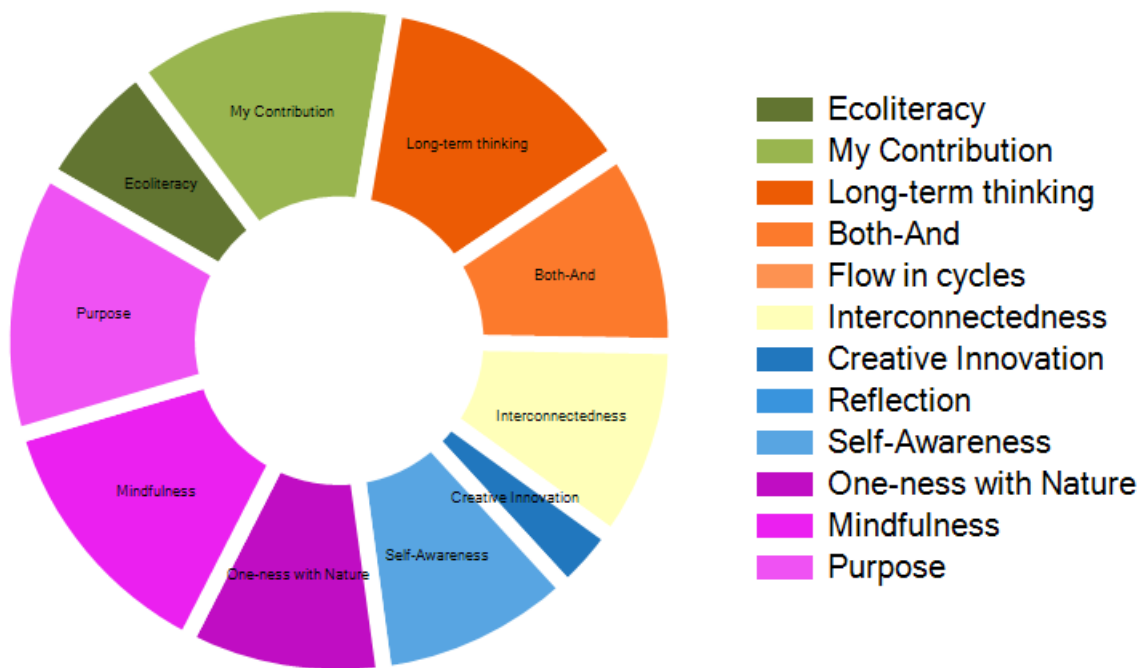 My Contribution
Long-term thinking
Ecoliteracy
Both-And
Purpose
Interconnectedness
Mindfulness
Creative Innovation
Self-Awareness
One-ness with Nature
Ecoliteracy
My Contribution
Long-term thinking
Both-And
Flow in cycles
Interconnectedness
Creative Innovation
Reflection
Self-Awareness
One-ness with Nature
Mindfulness
Purpose